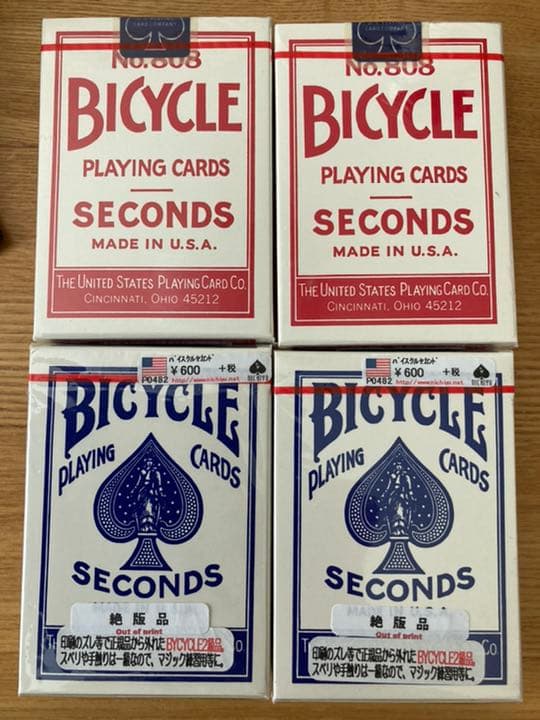 CARD COMPANY
No.808
BICYCLE
PLAYING CARDS
SECONDS
MADE IN U.S.A.
THE UNITED STATES PLAYING CARD CO.
CINCINNATI, OHIO 45212
No.808
BICYCLE
PLAYING CARDS
SECONDS
MADE IN U.S.A.
THE UNITED STATES PLAYING CARD CO.
CINCINNATI, OHIO 45212
バイスクルセカンド
¥600 +税
P0482
BICYCLE
PLAYING CARDS
SECONDS
絶版品
Out of print
印刷のズレ等で正規品から外れたBYCYCLE2級品
スベリや手触りは一級なので、マジック練習用等に。
バイスクルセカンド
¥600 +税
P0482
BICYCLE
PLAYING CARDS
SECONDS
絶版品
Out of print
印刷のズレ等で正規品から外れたBYCYCLE2級品
スベリや手触りは一級なので、マジック練習用等に。